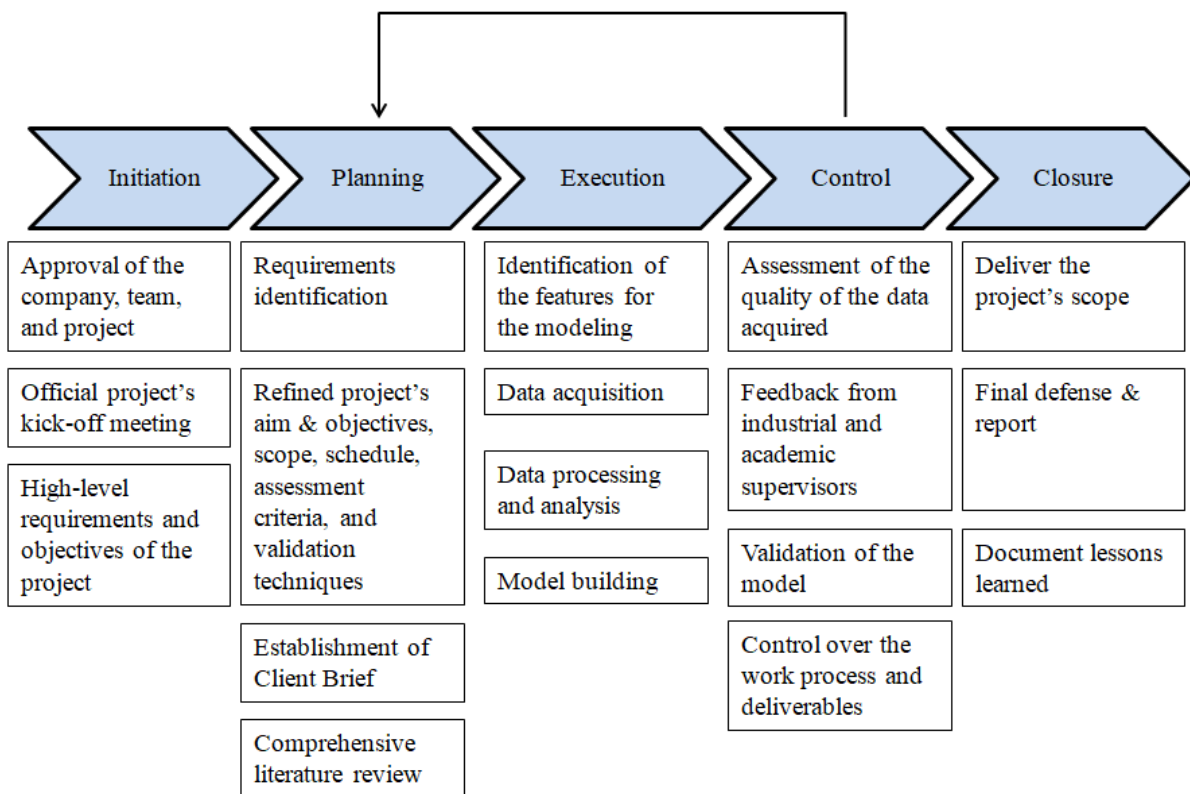 Initiation
Planning
Execution
Control
Closure
Approval of the
company, team,
and project
Official project’s
kick-off meeting
High-level
requirements and
objectives of the
project
Requirements
identification
Refined project’s
aim & objectives,
scope, schedule,
assessment
criteria, and
validation
techniques
Establishment of
Client Brief
Comprehensive
literature review
Identification of
the features for
the modeling
Data acquisition
Data processing
and analysis
Model building
Assessment of the
quality of the data
acquired
Feedback from
industrial and
academic
supervisors
Validation of the
model
Control over the
work process and
deliverables
Deliver the
project’s scope
Final defense &
report
Document lessons
learned